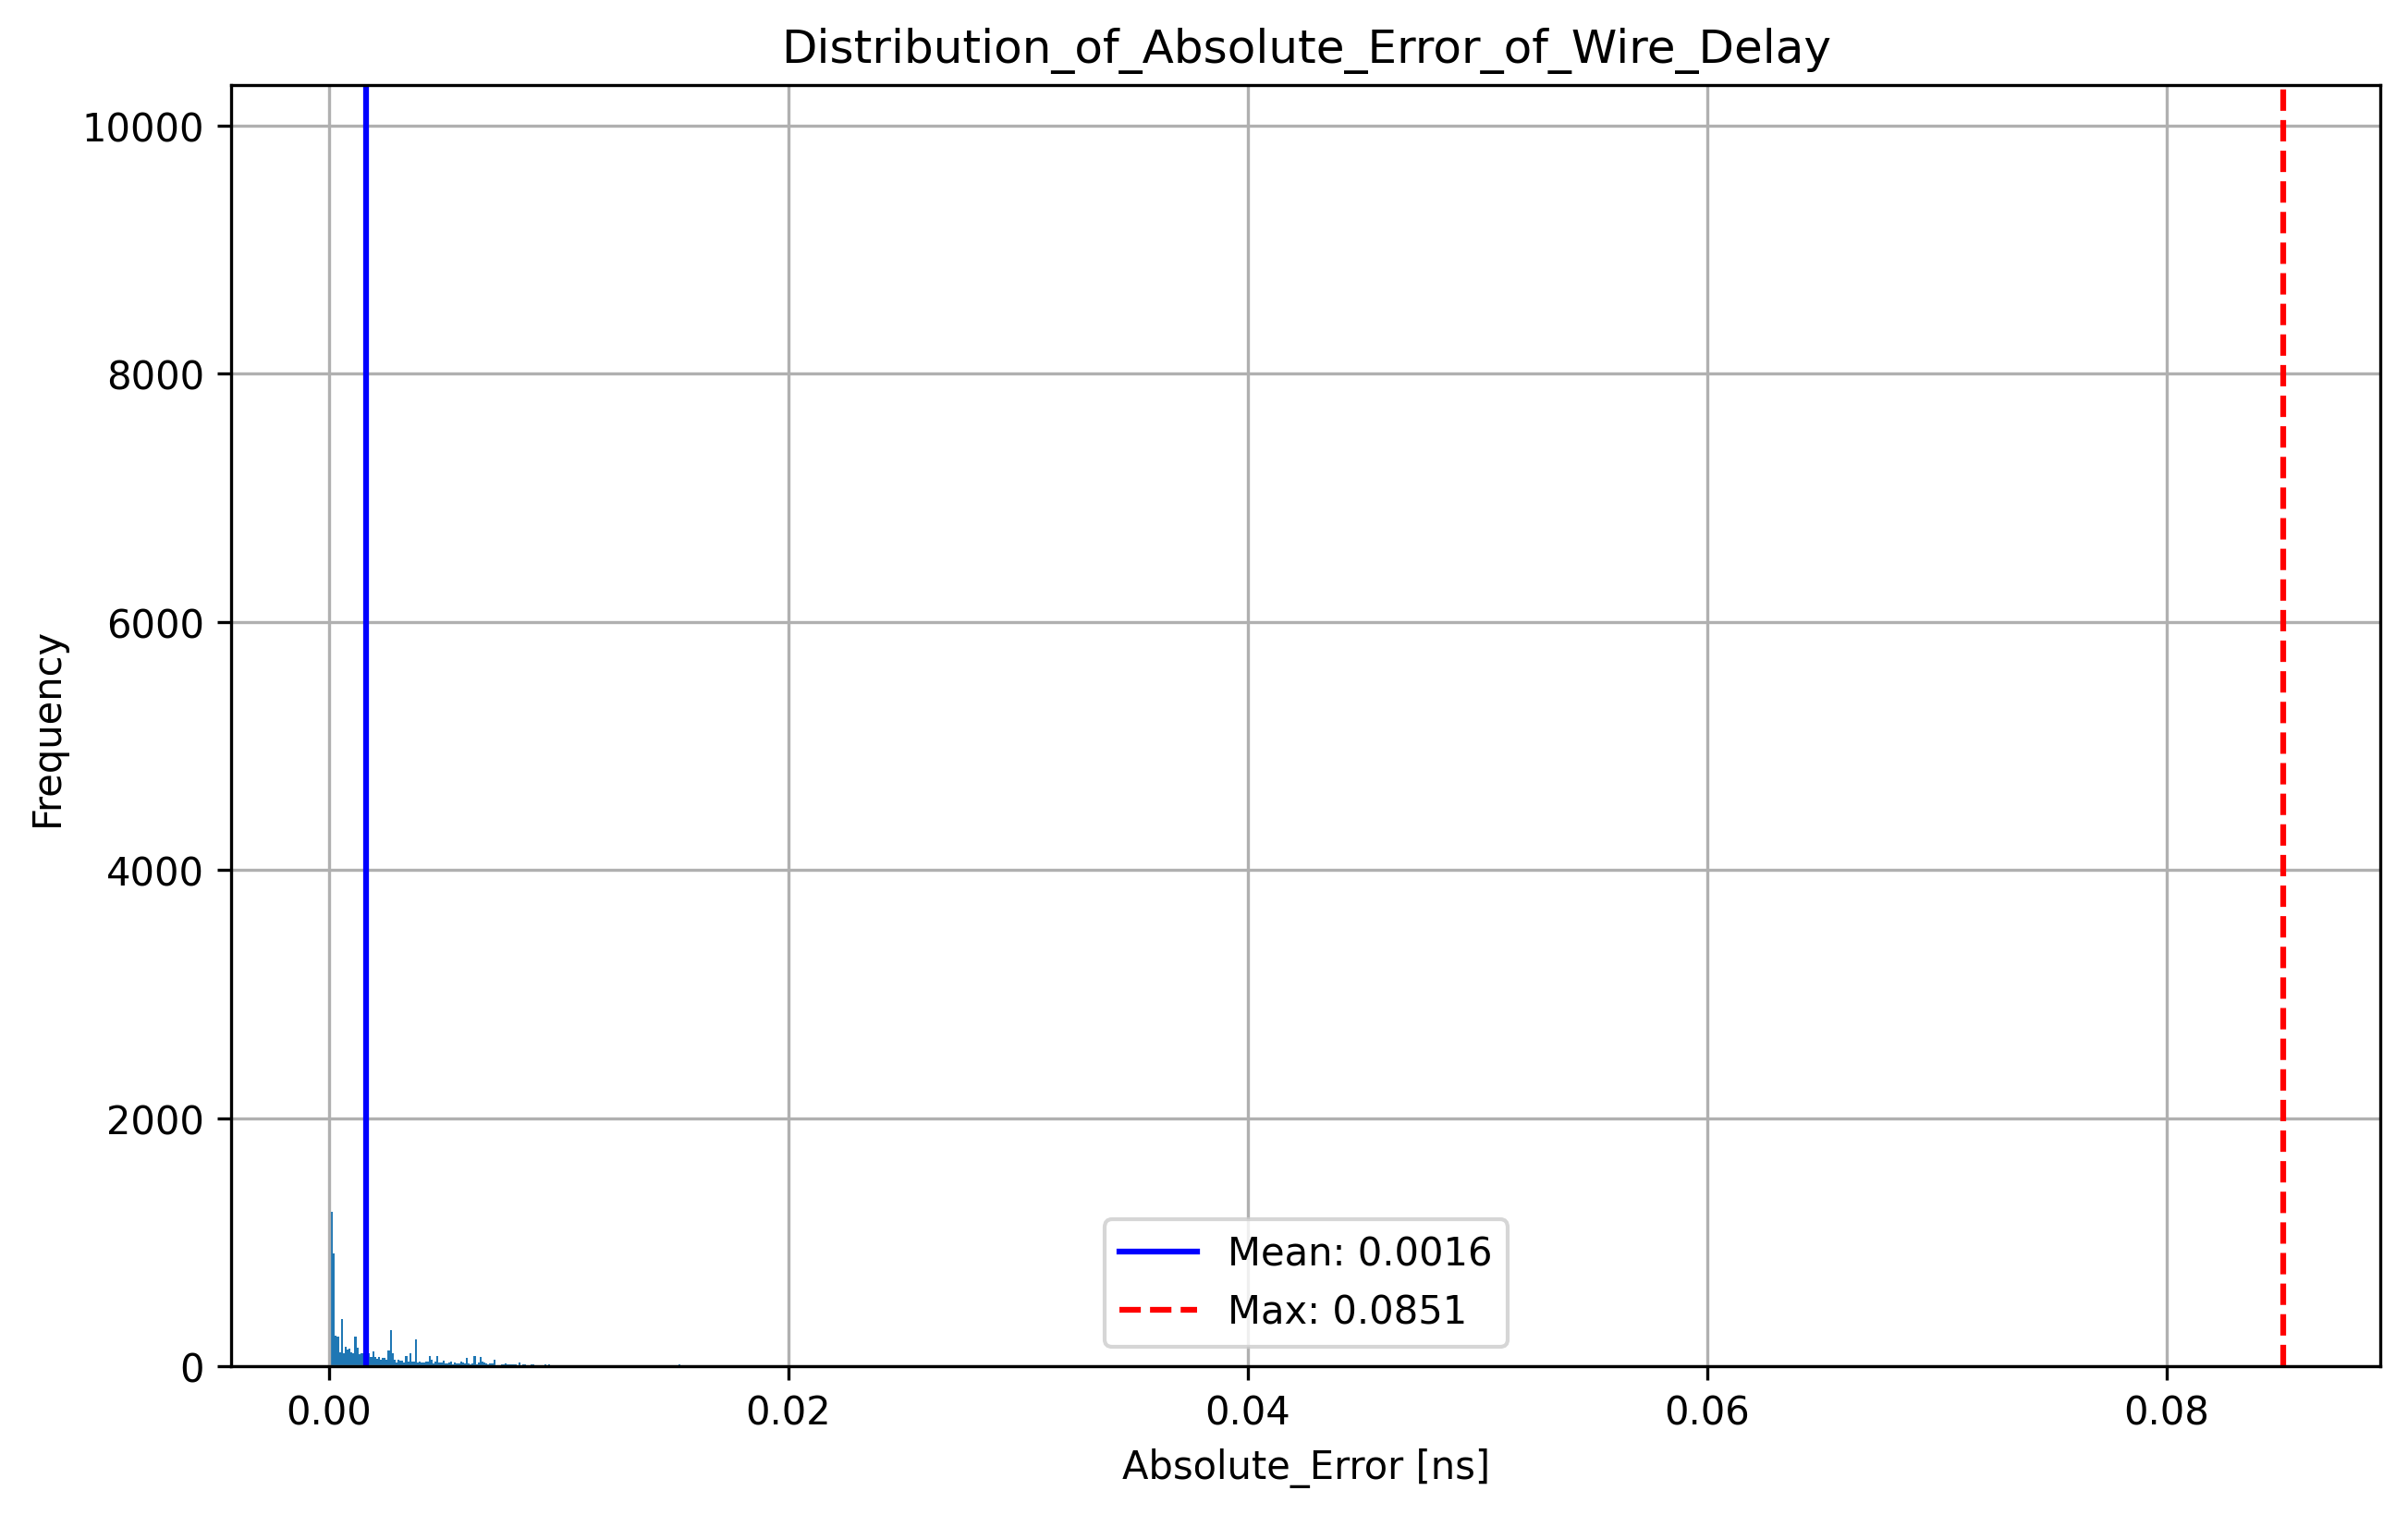 Distribution_of_Absolute_Error_of_Wire_Delay
10000
8000
6000
4000
2000
0
Frequency
0.00
0.02
0.04
0.06
0.08
Absolute_Error [ns]
Mean: 0.0016
Max: 0.0851